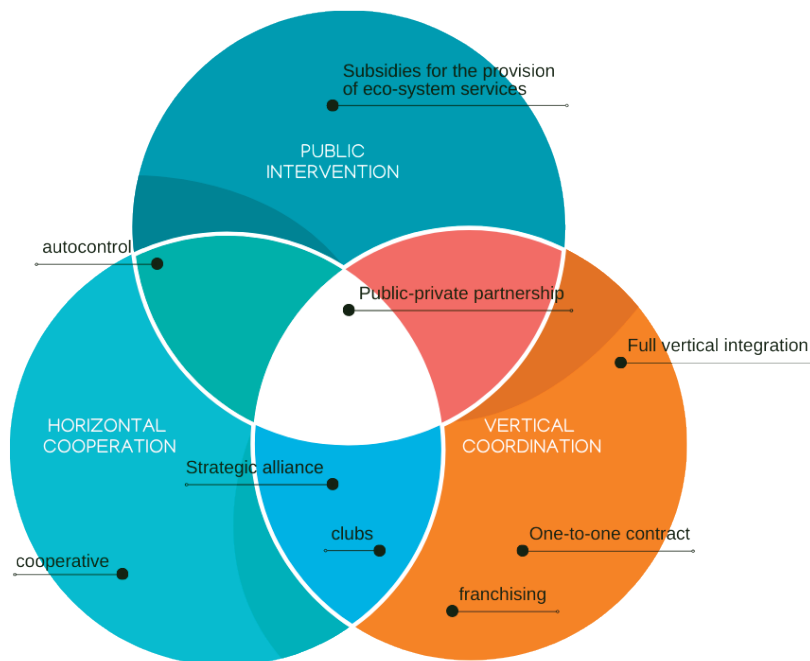 Subsidies for the provision
of eco-system services
PUBLIC
INTERVENTION
autocontrol
Public-private partnership
Full vertical integration
HORIZONTAL
COOPERATION
VERTICAL
COORDINATION
Strategic alliance
clubs
One-to-one contract
cooperative
franchising